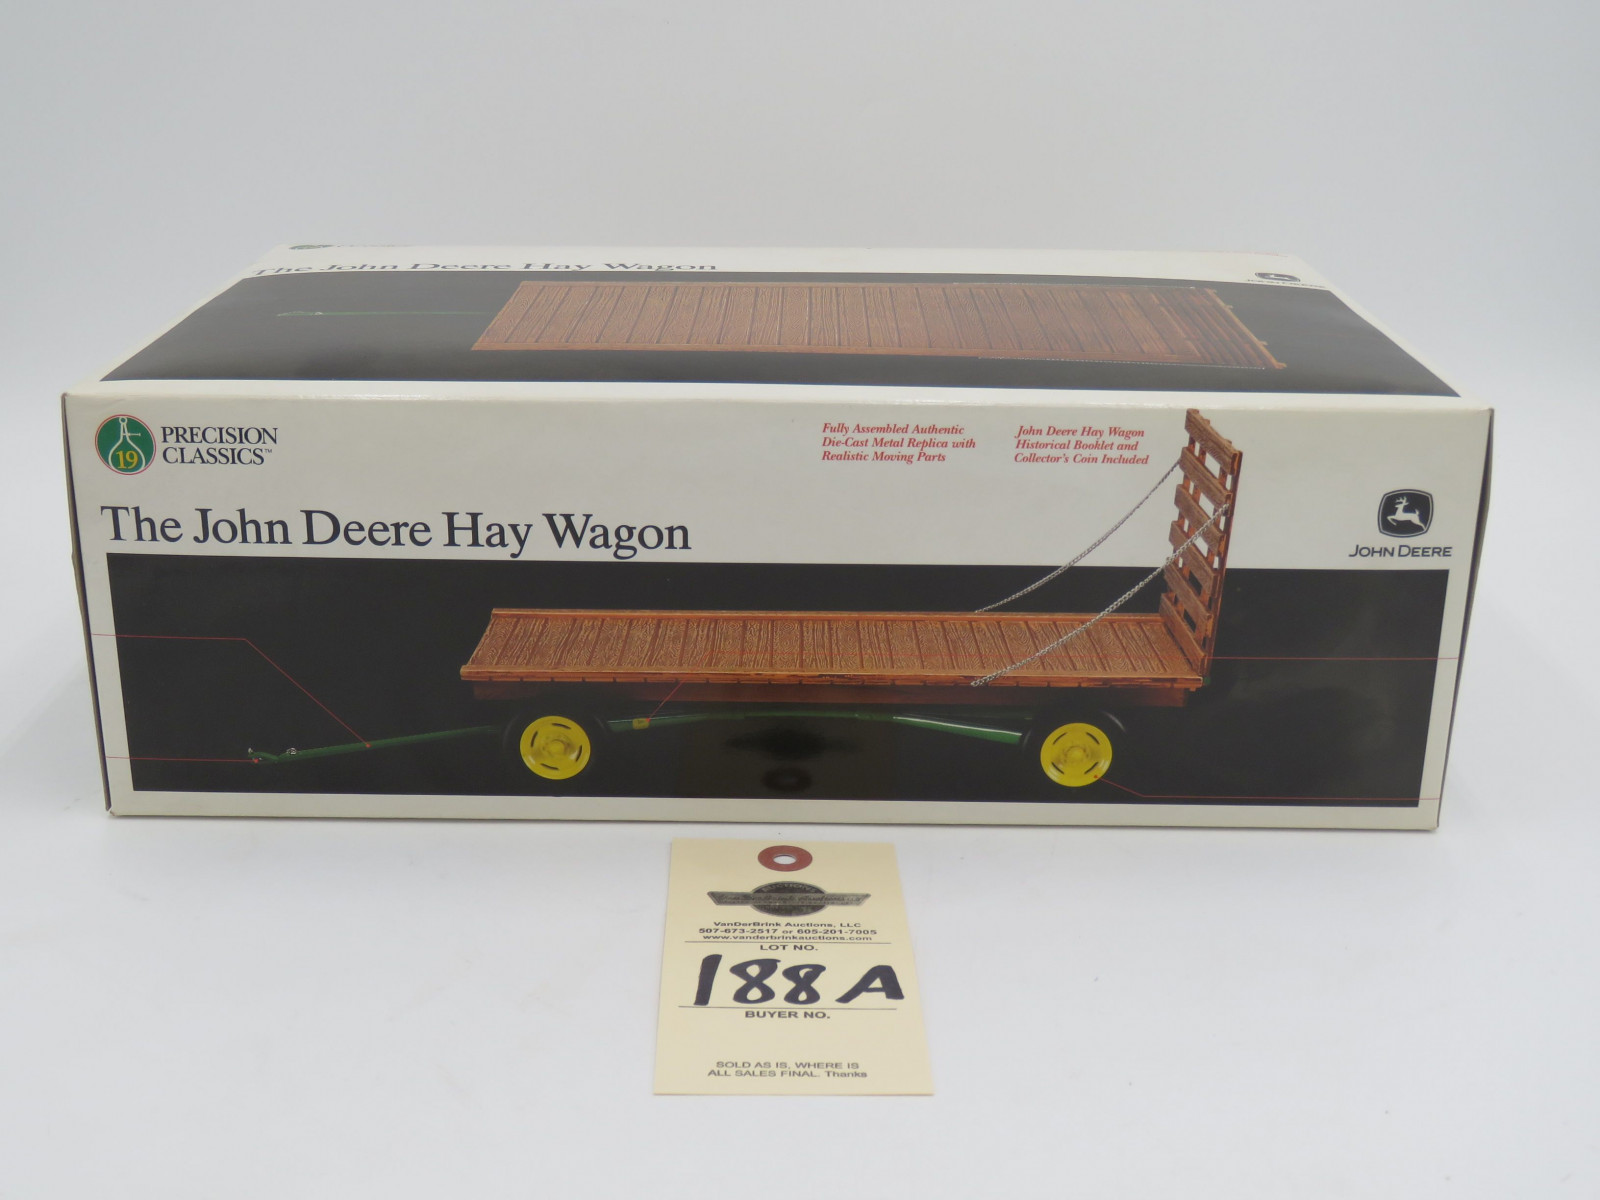 The John Deere Hay Wagon
PRECISION
CLASSICS™
19
Fully Assembled Authentic
Die-Cast Metal Replica with
Realistic Moving Parts
John Deere Hay Wagon
Historical Booklet and
Collector's Coin Included
The John Deere Hay Wagon
JOHN DEERE
VanDerBrink Auctions, LLC
507-673-2517 or 605-201-7005
www.vanderbrinkauctions.com
LOT NO.
188A
BUYER NO.
SOLD AS IS, WHERE IS
ALL SALES FINAL. Thanks